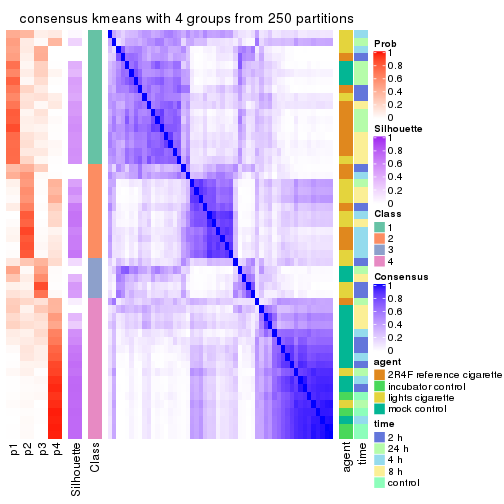 consensus kmeans with 4 groups from 250 partitions
Prob
1
0.8
0.6
0.4
0.2
0
Silhouette
1
0.8
0.6
0.4
0.2
0
Class
1
2
3
4
Consensus
1
0.8
0.6
0.4
0.2
0
agent
2R4F reference cigarette
incubator control
lights cigarette
mock control
time
2 h
24 h
4 h
8 h
control
p1
p2
p3
p4
Silhouette
Class
agent
time